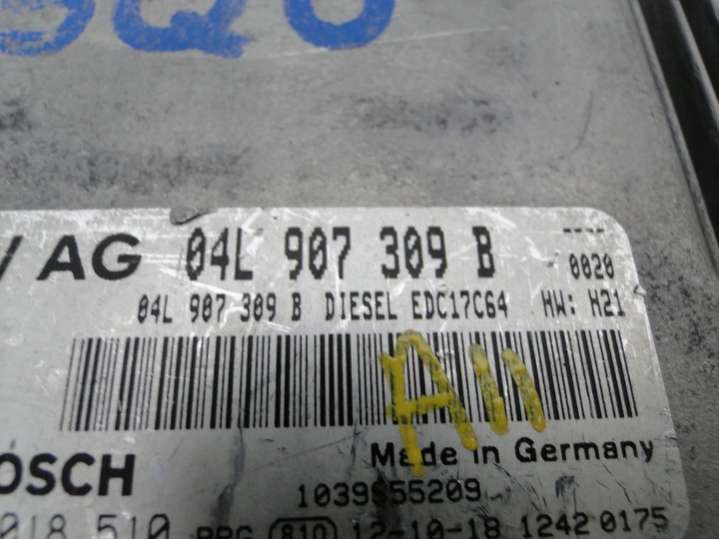 AG 04L 907 309 B ----
0020
04L 907 309 B DIESEL EDC17C64 HW: H21
A11
Made in Germany
OSCH
1039S55209
018 510 810 12-10-18 1242 0175